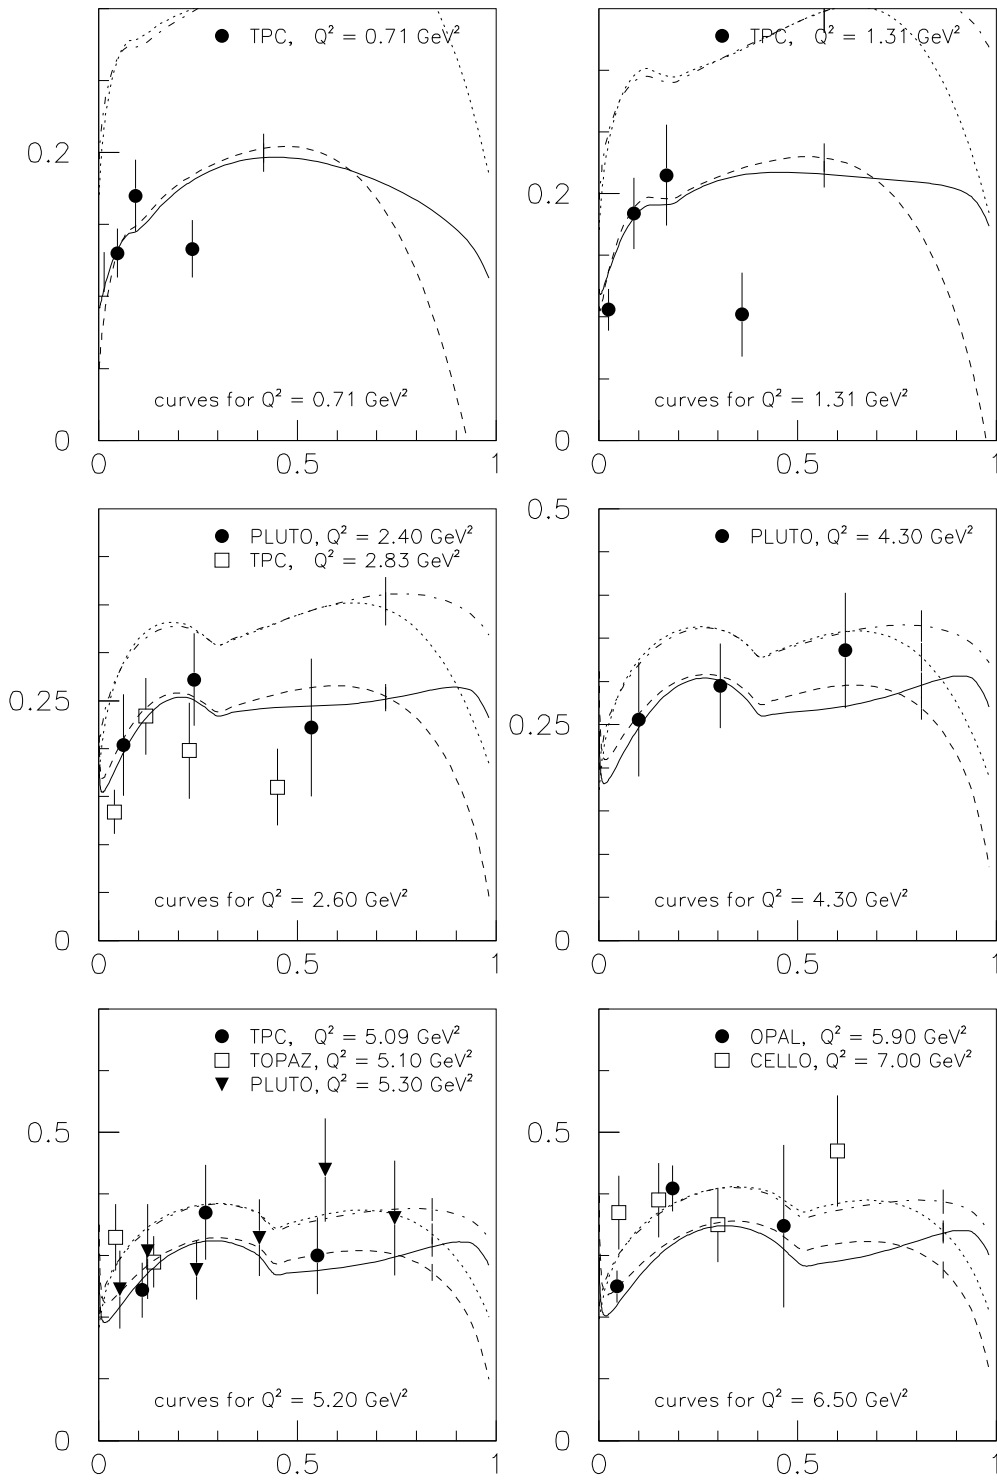 TPC, Q² = 0.71 GeV²
0.2
curves for Q² = 0.71 GeV²
0
0 0.5 1
TPC, Q² = 1.31 GeV²
0.2
curves for Q² = 1.31 GeV²
0
0 0.5 1
PLUTO, Q² = 2.40 GeV²
TPC, Q² = 2.83 GeV²
0.25
curves for Q² = 2.60 GeV²
0
0 0.5 1
0.5
PLUTO, Q² = 4.30 GeV²
0.25
curves for Q² = 4.30 GeV²
0
0 0.5 1
TPC, Q² = 5.09 GeV²
TOPAZ, Q² = 5.10 GeV²
PLUTO, Q² = 5.30 GeV²
0.5
curves for Q² = 5.20 GeV²
0
0 0.5 1
OPAL, Q² = 5.90 GeV²
CELLO, Q² = 7.00 GeV²
0.5
curves for Q² = 6.50 GeV²
0
0 0.5 1